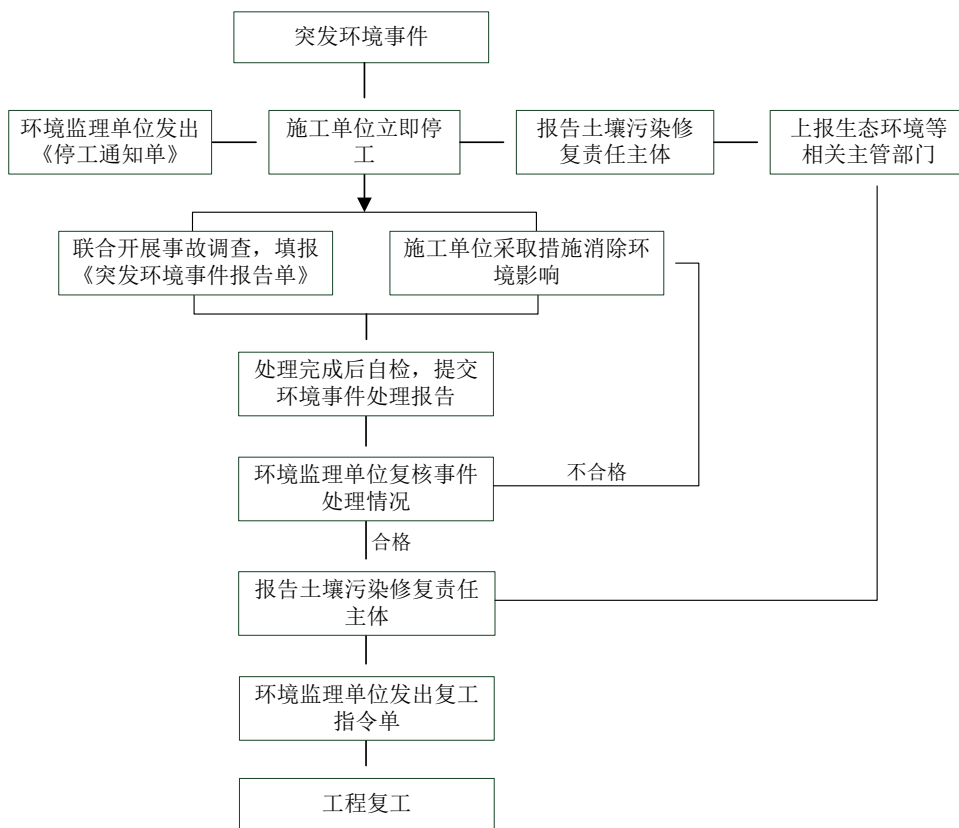 突发环境事件
环境监理单位发出
《停工通知单》
施工单位立即停
工
报告土壤污染修
复责任主体
上报生态环境等
相关主管部门
联合开展事故调查，填报
《突发环境事件报告单》
施工单位采取措施消除环
境影响
处理完成后自检，提交
环境事件处理报告
环境监理单位复核事件
处理情况
不合格
合格
报告土壤污染修复责任
主体
环境监理单位发出复工
指令单
工程复工